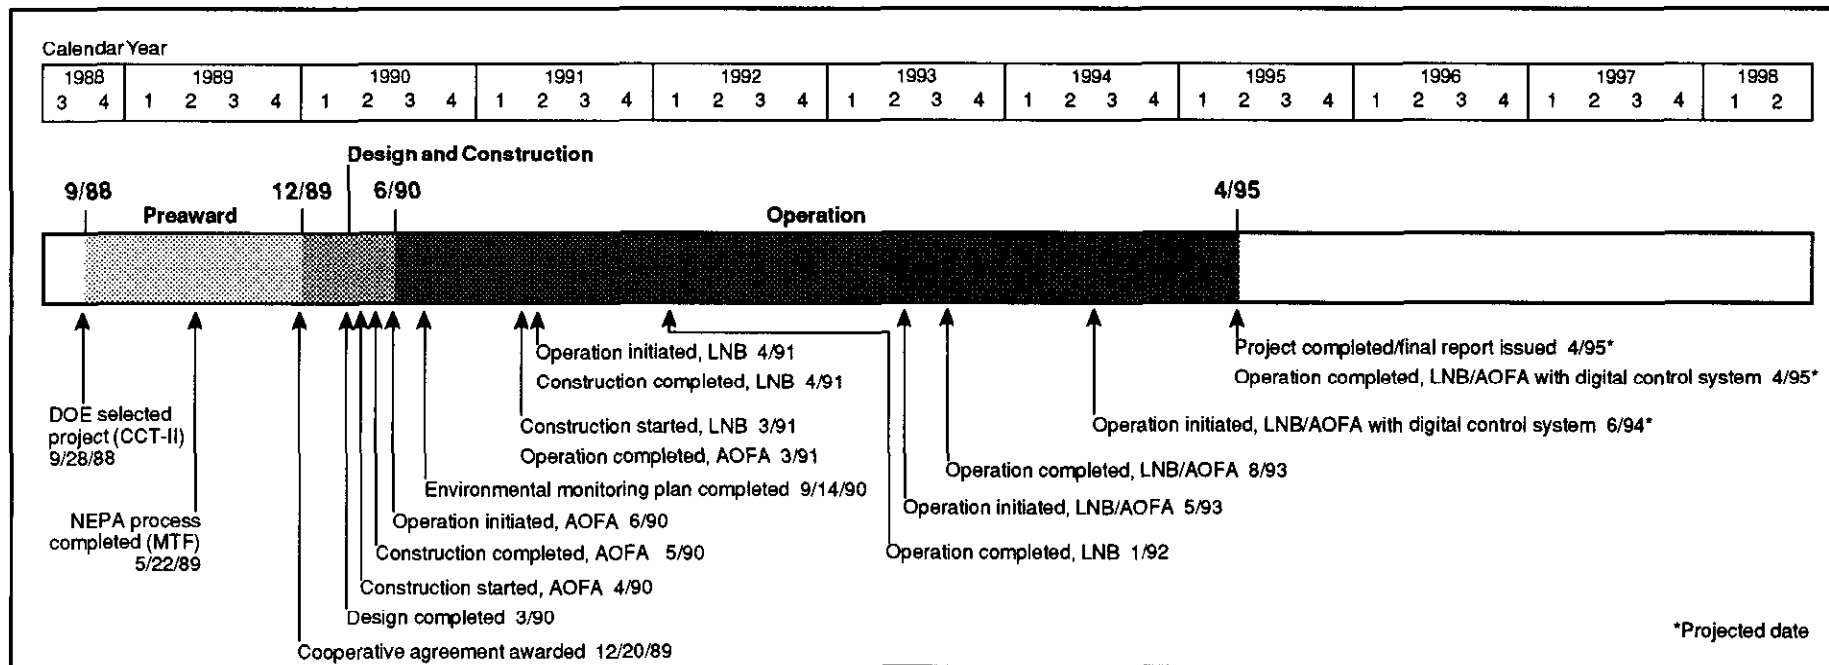 Calendar Year
1988 1989 1990 1991 1992 1993 1994 1995 1996 1997 1998
3 4 1 2 3 4 1 2 3 4 1 2 3 4 1 2 3 4 1 2 3 4 1 2 3 4 1 2 3 4 1 2 3 4 1 2 3 4 1 2
Design and Construction
9/88 12/89 6/90 4/95
Preaward Operation
Operation initiated, LNB 4/91
Construction completed, LNB 4/91
Project completed/final report issued 4/95*
Operation completed, LNB/AOFA with digital control system 4/95*
DOE selected
project (CCT-II)
9/28/88
Construction started, LNB 3/91
Operation completed, AOFA 3/91
Operation initiated, LNB/AOFA with digital control system 6/94*
Operation completed, LNB/AOFA 8/93
Environmental monitoring plan completed 9/14/90
Operation initiated, LNB/AOFA 5/93
NEPA process
completed (MTF)
5/22/89
Operation initiated, AOFA 6/90
Construction completed, AOFA 5/90
Operation completed, LNB 1/92
Construction started, AOFA 4/90
Design completed 3/90
Cooperative agreement awarded 12/20/89
*Projected date